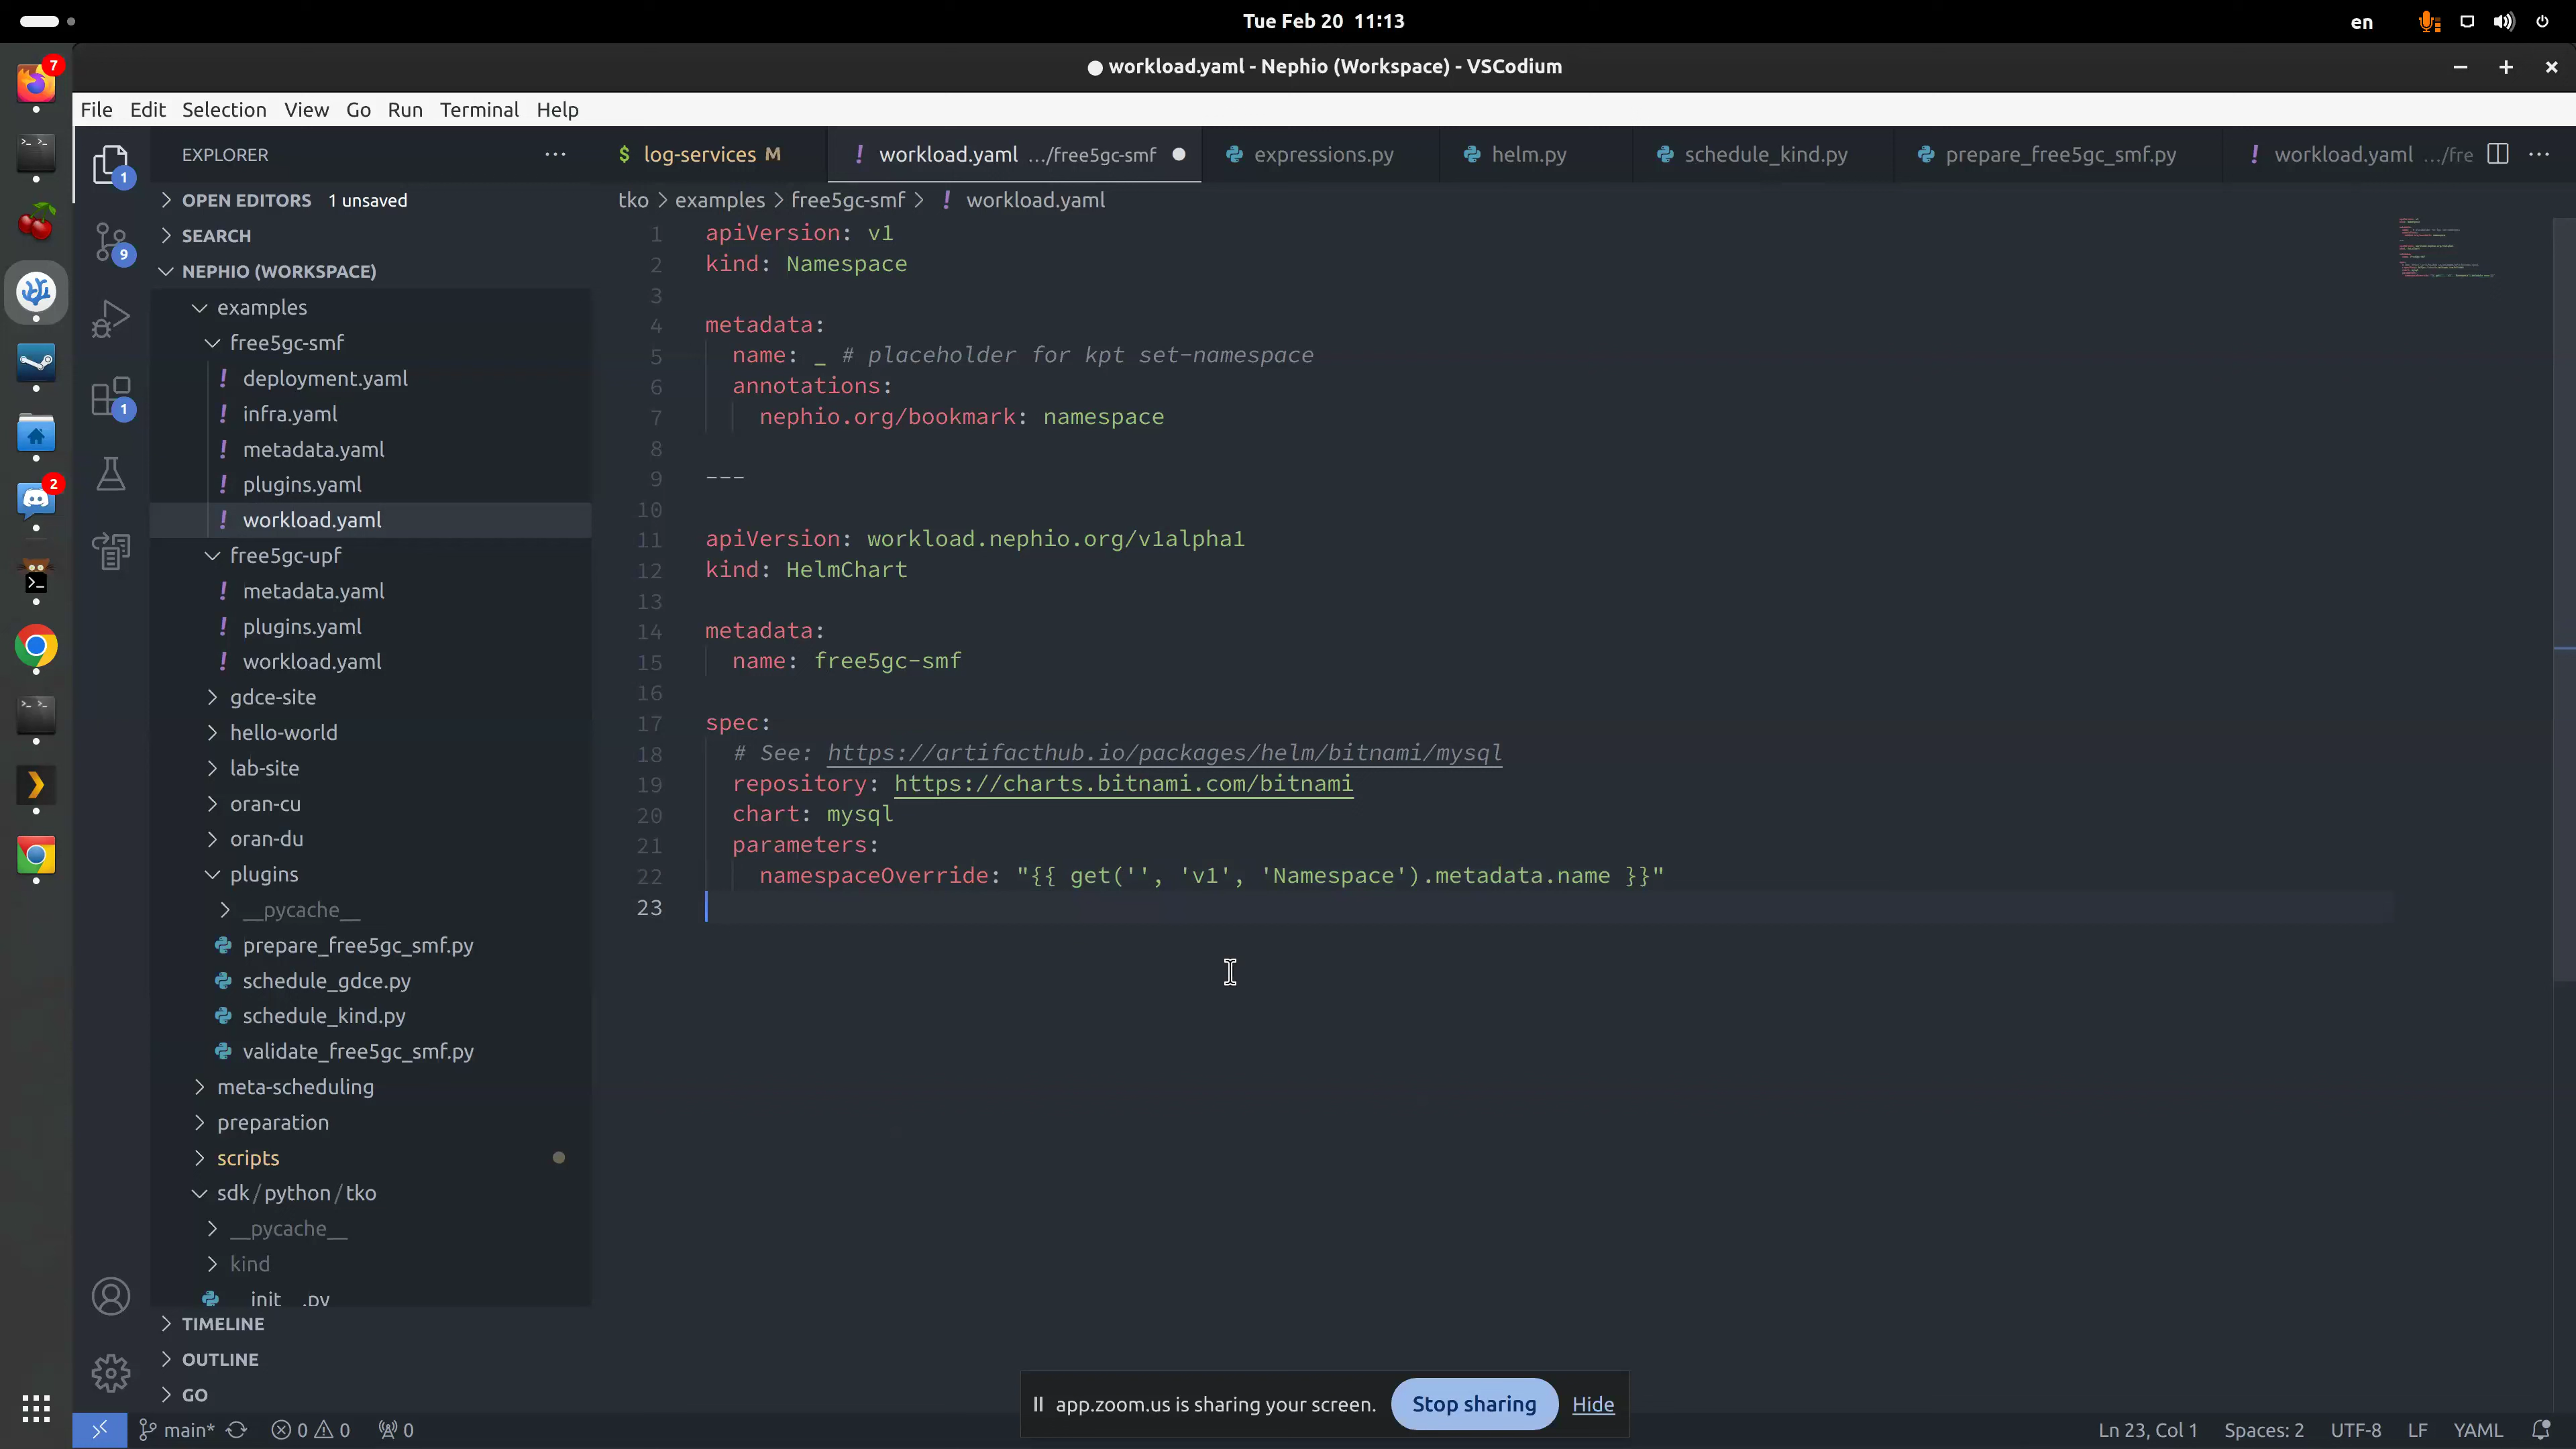 Tue Feb 20 11:13
en
7
workload.yaml - Nephio (Workspace) - VSCodium
File Edit Selection View Go Run Terminal Help
EXPLORER
log-services M
! workload.yaml .../free5gc-smf
expressions.py
helm.py
schedule_kind.py
prepare_free5gc_smf.py
! workload.yaml .../fre
1
9
1
2
OPEN EDITORS 1 unsaved
SEARCH
NEPHIO (WORKSPACE)
examples
free5gc-smf
! deployment.yaml
! infra.yaml
! metadata.yaml
! plugins.yaml
! workload.yaml
free5gc-upf
! metadata.yaml
! plugins.yaml
! workload.yaml
gdce-site
hello-world
lab-site
oran-cu
oran-du
plugins
__pycache__
prepare_free5gc_smf.py
schedule_gdce.py
schedule_kind.py
validate_free5gc_smf.py
meta-scheduling
preparation
scripts
sdk/python/tko
__pycache__
kind
__init__.py
TIMELINE
OUTLINE
GO
tko > examples > free5gc-smf > ! workload.yaml
1 apiVersion: v1
2 kind: Namespace
3
4 metadata:
5 name: _ # placeholder for kpt set-namespace
6 annotations:
7 nephio.org/bookmark: namespace
8
9 ---
10
11 apiVersion: workload.nephio.org/v1alpha1
12 kind: HelmChart
13
14 metadata:
15 name: free5gc-smf
16
17 spec:
18 # See: https://artifacthub.io/packages/helm/bitnami/mysql
19 repository: https://charts.bitnami.com/bitnami
20 chart: mysql
21 parameters:
22 namespaceOverride: "{{ get('', 'v1', 'Namespace').metadata.name }}"
23
app.zoom.us is sharing your screen. Stop sharing Hide
main* 0 0 0
Ln 23, Col 1 Spaces: 2 UTF-8 LF YAML